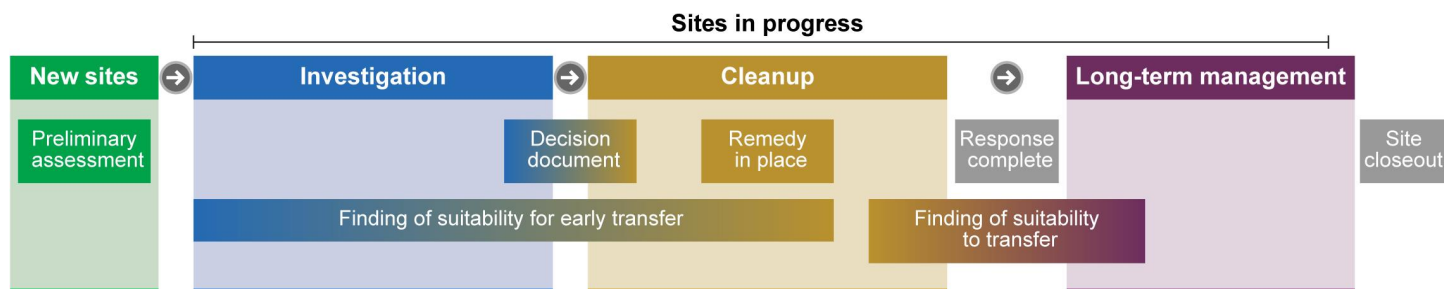 Sites in progress
New sites
Investigation
Cleanup
Long-term management
Preliminary
assessment
Decision
document
Remedy
in place
Response
complete
Site
closeout
Finding of suitability for early transfer
Finding of suitability
to transfer